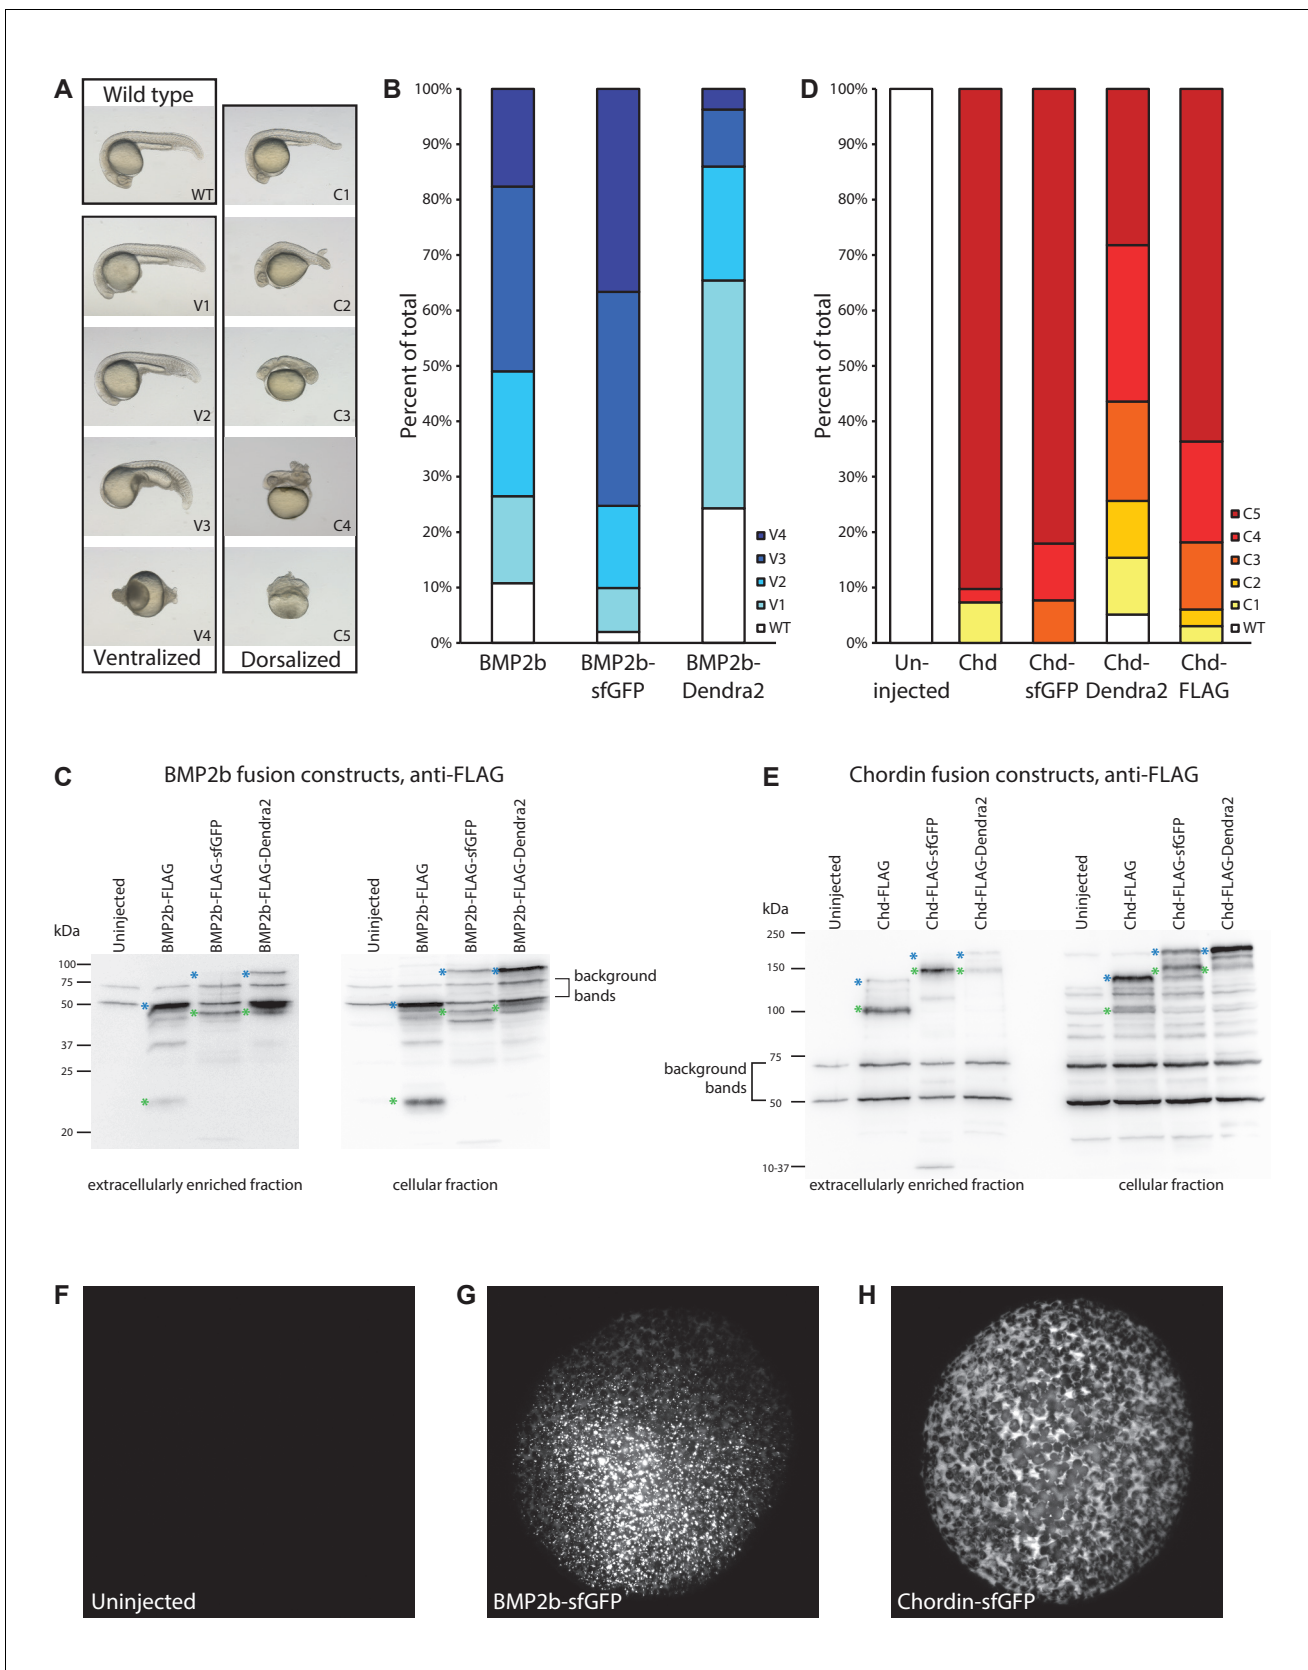 A
Wild type
WT
V1
V2
V3
V4
Ventralized
C1
C2
C3
C4
C5
Dorsalized
B
Percent of total
100%
90%
80%
70%
60%
50%
40%
30%
20%
10%
0%
V4
V3
V2
V1
WT
BMP2b
BMP2b-
sfGFP
BMP2b-
Dendra2
D
Percent of total
100%
90%
80%
70%
60%
50%
40%
30%
20%
10%
0%
C5
C4
C3
C2
C1
WT
Un-
injected
Chd
Chd-
sfGFP
Chd-
Dendra2
Chd-
FLAG
C
BMP2b fusion constructs, anti-FLAG
kDa
Uninjected
BMP2b-FLAG
BMP2b-FLAG-sfGFP
BMP2b-FLAG-Dendra2
100
75
50
37
25
20
*
*
*
*
*
*
extracellularly enriched fraction
Uninjected
BMP2b-FLAG
BMP2b-FLAG-sfGFP
BMP2b-FLAG-Dendra2
*
*
*
*
*
*
background
bands
cellular fraction
E
Chordin fusion constructs, anti-FLAG
kDa
Uninjected
Chd-FLAG
Chd-FLAG-sfGFP
Chd-FLAG-Dendra2
250
150
100
75
50
10-37
background
bands
*
*
*
*
*
*
extracellularly enriched fraction
Uninjected
Chd-FLAG
Chd-FLAG-sfGFP
Chd-FLAG-Dendra2
*
*
*
*
*
*
cellular fraction
F
Uninjected
G
BMP2b-sfGFP
H
Chordin-sfGFP